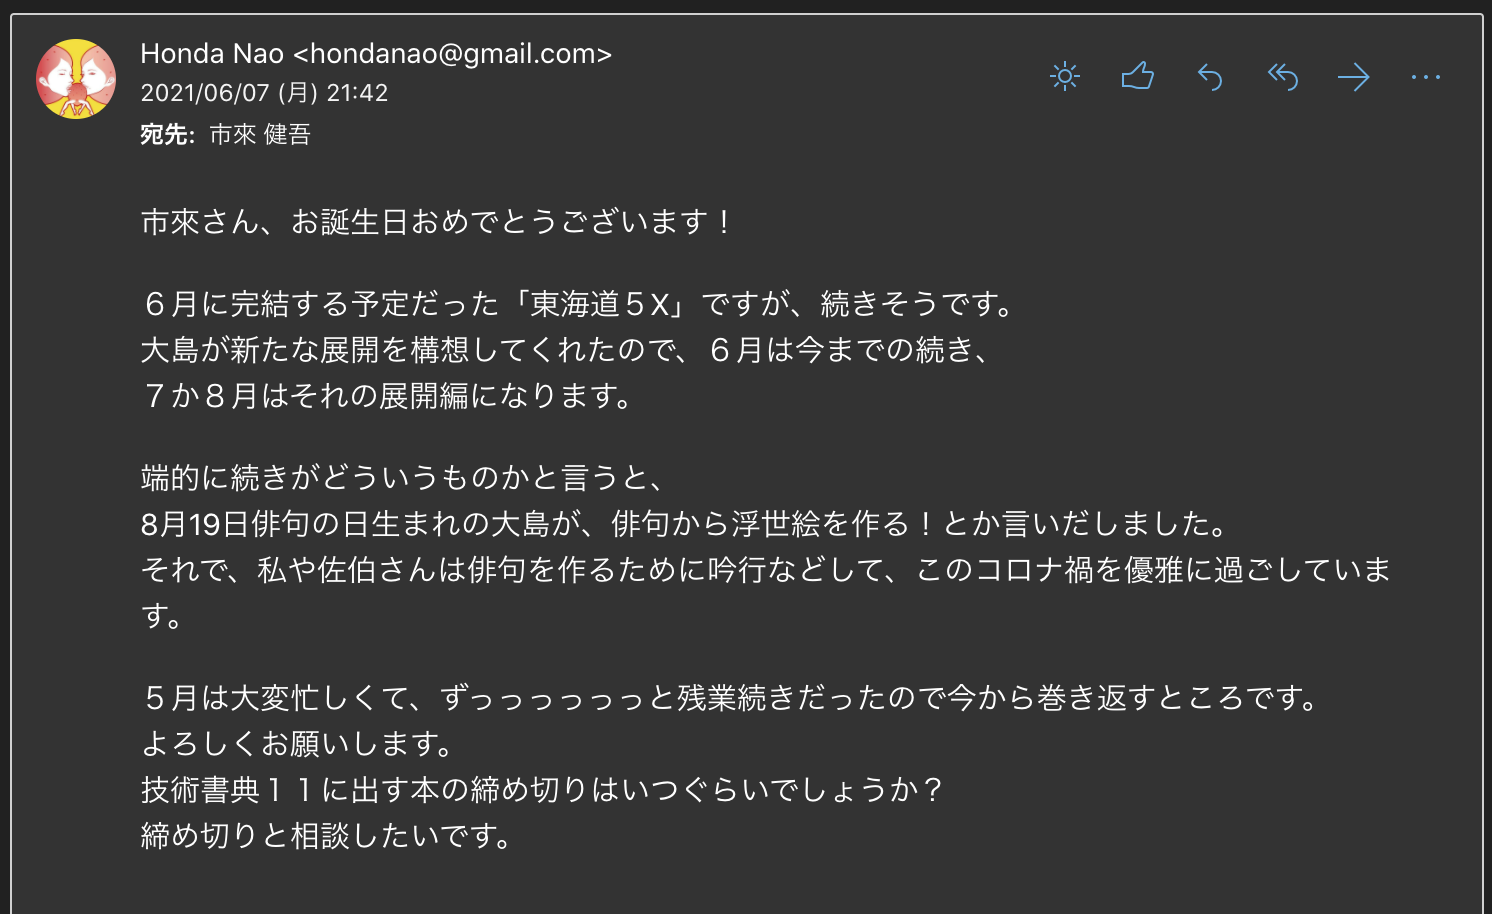 Honda Nao <hondanao@gmail.com>
2021/06/07 (月) 21:42
宛先: 市來 健吾
市來さん、お誕生日おめでとうございます！
６月に完結する予定だった「東海道５X」ですが、続きそうです。
大島が新たな展開を構想してくれたので、６月は今までの続き、
７か８月はそれの展開編になります。
端的に続きがどういうものかと言うと、
8月19日俳句の日生まれの大島が、俳句から浮世絵を作る！とか言いだしました。
それで、私や佐伯さんは俳句を作るために吟行などして、このコロナ禍を優雅に過ごしていま
す。
５月は大変忙しくて、ずっっっっっっと残業続きだったので今から巻き返すところです。
よろしくお願いします。
技術書典１１に出す本の締め切りはいつぐらいでしょうか？
締め切りと相談したいです。